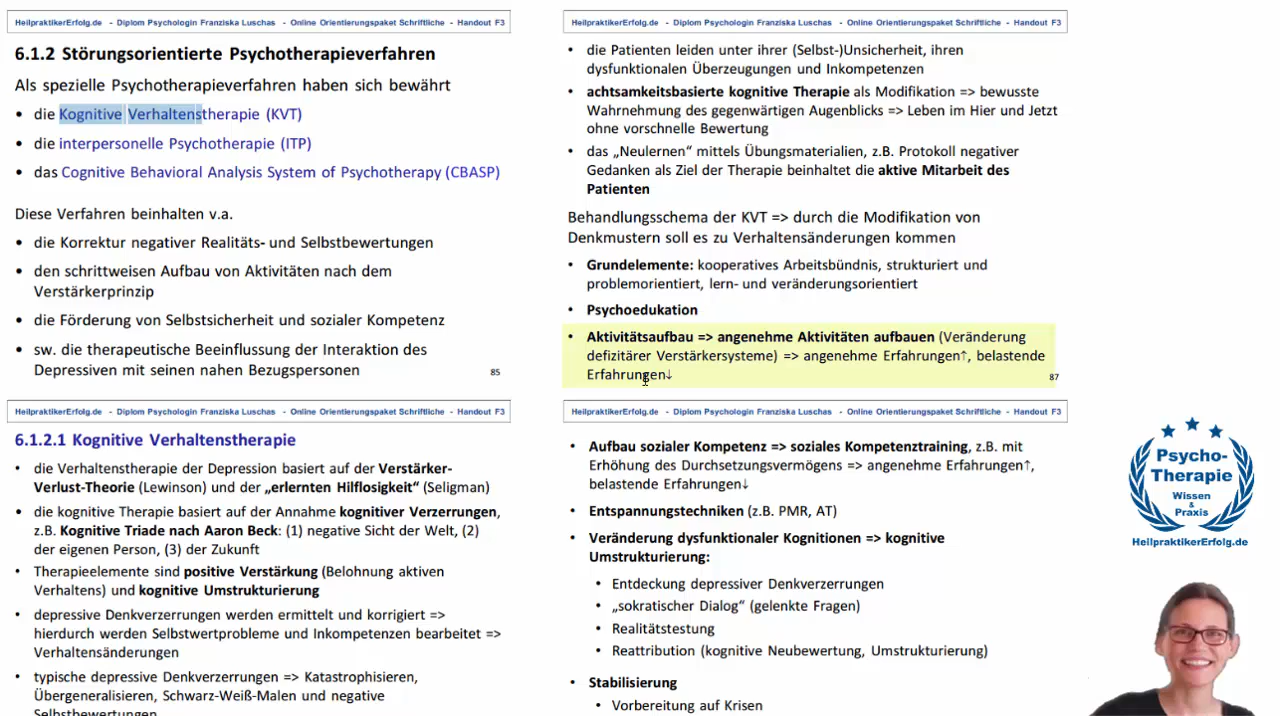 HeilpraktikerErfolg.de - Diplom Psychologin Franziska Luschas - Online Orientierungspaket Schriftliche - Handout F3
6.1.2 Störungsorientierte Psychotherapieverfahren
Als spezielle Psychotherapieverfahren haben sich bewährt
• die Kognitive Verhaltenstherapie (KVT)
• die interpersonelle Psychotherapie (ITP)
• das Cognitive Behavioral Analysis System of Psychotherapy (CBASP)
Diese Verfahren beinhalten v.a.
• die Korrektur negativer Realitäts- und Selbstbewertungen
• den schrittweisen Aufbau von Aktivitäten nach dem
Verstärkerprinzip
• die Förderung von Selbstsicherheit und sozialer Kompetenz
• sw. die therapeutische Beeinflussung der Interaktion des
Depressiven mit seinen nahen Bezugspersonen
85
HeilpraktikerErfolg.de - Diplom Psychologin Franziska Luschas - Online Orientierungspaket Schriftliche - Handout F3
6.1.2.1 Kognitive Verhaltenstherapie
• die Verhaltenstherapie der Depression basiert auf der Verstärker-
Verlust-Theorie (Lewinson) und der „erlernten Hilflosigkeit“ (Seligman)
• die kognitive Therapie basiert auf der Annahme kognitiver Verzerrungen,
z.B. Kognitive Triade nach Aaron Beck: (1) negative Sicht der Welt, (2)
der eigenen Person, (3) der Zukunft
• Therapieelemente sind positive Verstärkung (Belohnung aktiven
Verhaltens) und kognitive Umstrukturierung
• depressive Denkverzerrungen werden ermittelt und korrigiert =>
hierdurch werden Selbstwertprobleme und Inkompetenzen bearbeitet =>
Verhaltensänderungen
• typische depressive Denkverzerrungen => Katastrophisieren,
Übergeneralisieren, Schwarz-Weiß-Malen und negative
Selbstbewertungen
HeilpraktikerErfolg.de - Diplom Psychologin Franziska Luschas - Online Orientierungspaket Schriftliche - Handout F3
• die Patienten leiden unter ihrer (Selbst-)Unsicherheit, ihren
dysfunktionalen Überzeugungen und Inkompetenzen
• achtsamkeitsbasierte kognitive Therapie als Modifikation => bewusste
Wahrnehmung des gegenwärtigen Augenblicks => Leben im Hier und Jetzt
ohne vorschnelle Bewertung
• das „Neulernen“ mittels Übungsmaterialien, z.B. Protokoll negativer
Gedanken als Ziel der Therapie beinhaltet die aktive Mitarbeit des
Patienten
Behandlungsschema der KVT => durch die Modifikation von
Denkmustern soll es zu Verhaltensänderungen kommen
• Grundelemente: kooperatives Arbeitsbündnis, strukturiert und
problemorientiert, lern- und veränderungsorientiert
• Psychoedukation
• Aktivitätsaufbau => angenehme Aktivitäten aufbauen (Veränderung
defizitärer Verstärkersysteme) => angenehme Erfahrungen↑, belastende
Erfahrungen↓
87
HeilpraktikerErfolg.de - Diplom Psychologin Franziska Luschas - Online Orientierungspaket Schriftliche - Handout F3
• Aufbau sozialer Kompetenz => soziales Kompetenztraining, z.B. mit
Erhöhung des Durchsetzungsvermögens => angenehme Erfahrungen↑,
belastende Erfahrungen↓
• Entspannungstechniken (z.B. PMR, AT)
• Veränderung dysfunktionaler Kognitionen => kognitive
Umstrukturierung:
• Entdeckung depressiver Denkverzerrungen
• „sokratischer Dialog“ (gelenkte Fragen)
• Realitätstestung
• Reattribution (kognitive Neubewertung, Umstrukturierung)
• Stabilisierung
• Vorbereitung auf Krisen
Psycho-
Therapie
Wissen
&
Praxis
HeilpraktikerErfolg.de